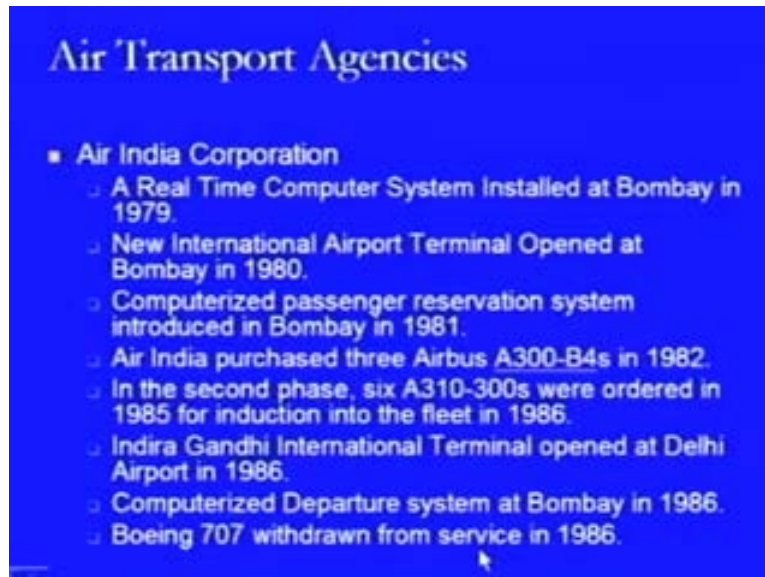 Air Transport Agencies
Air India Corporation
A Real Time Computer System Installed at Bombay in
1979.
New International Airport Terminal Opened at
Bombay in 1980.
Computerized passenger reservation system
introduced in Bombay in 1981.
Air India purchased three Airbus A300-B4s in 1982.
In the second phase, six A310-300s were ordered in
1985 for induction into the fleet in 1986.
Indira Gandhi International Terminal opened at Delhi
Airport in 1986.
Computerized Departure system at Bombay in 1986.
Boeing 707 withdrawn from service in 1986.